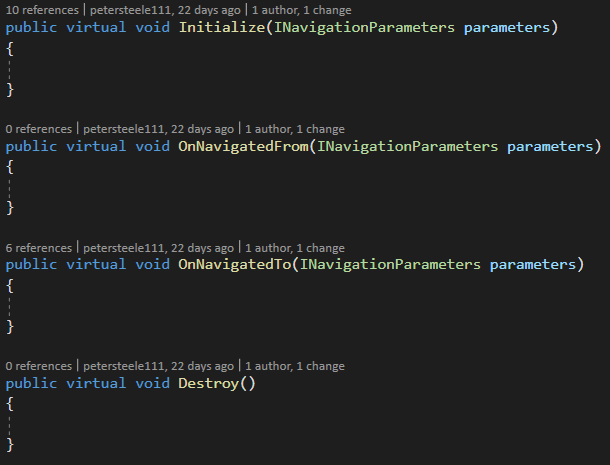 10 references | petersteele111, 22 days ago | 1 author, 1 change
public virtual void Initialize(INavigationParameters parameters)
{
}
0 references | petersteele111, 22 days ago | 1 author, 1 change
public virtual void OnNavigatedFrom(INavigationParameters parameters)
{
}
6 references | petersteele111, 22 days ago | 1 author, 1 change
public virtual void OnNavigatedTo(INavigationParameters parameters)
{
}
0 references | petersteele111, 22 days ago | 1 author, 1 change
public virtual void Destroy()
{
}